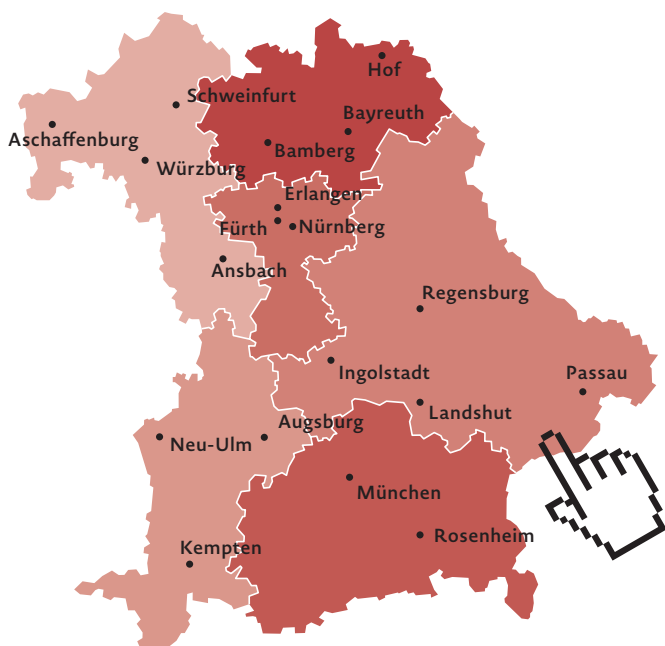 Hof
Schweinfurt
Bayreuth
Aschaffenburg
Bamberg
Würzburg
Erlangen
Fürth
Nürnberg
Ansbach
Regensburg
Ingolstadt
Passau
Landshut
Augsburg
Neu-Ulm
München
Rosenheim
Kempten